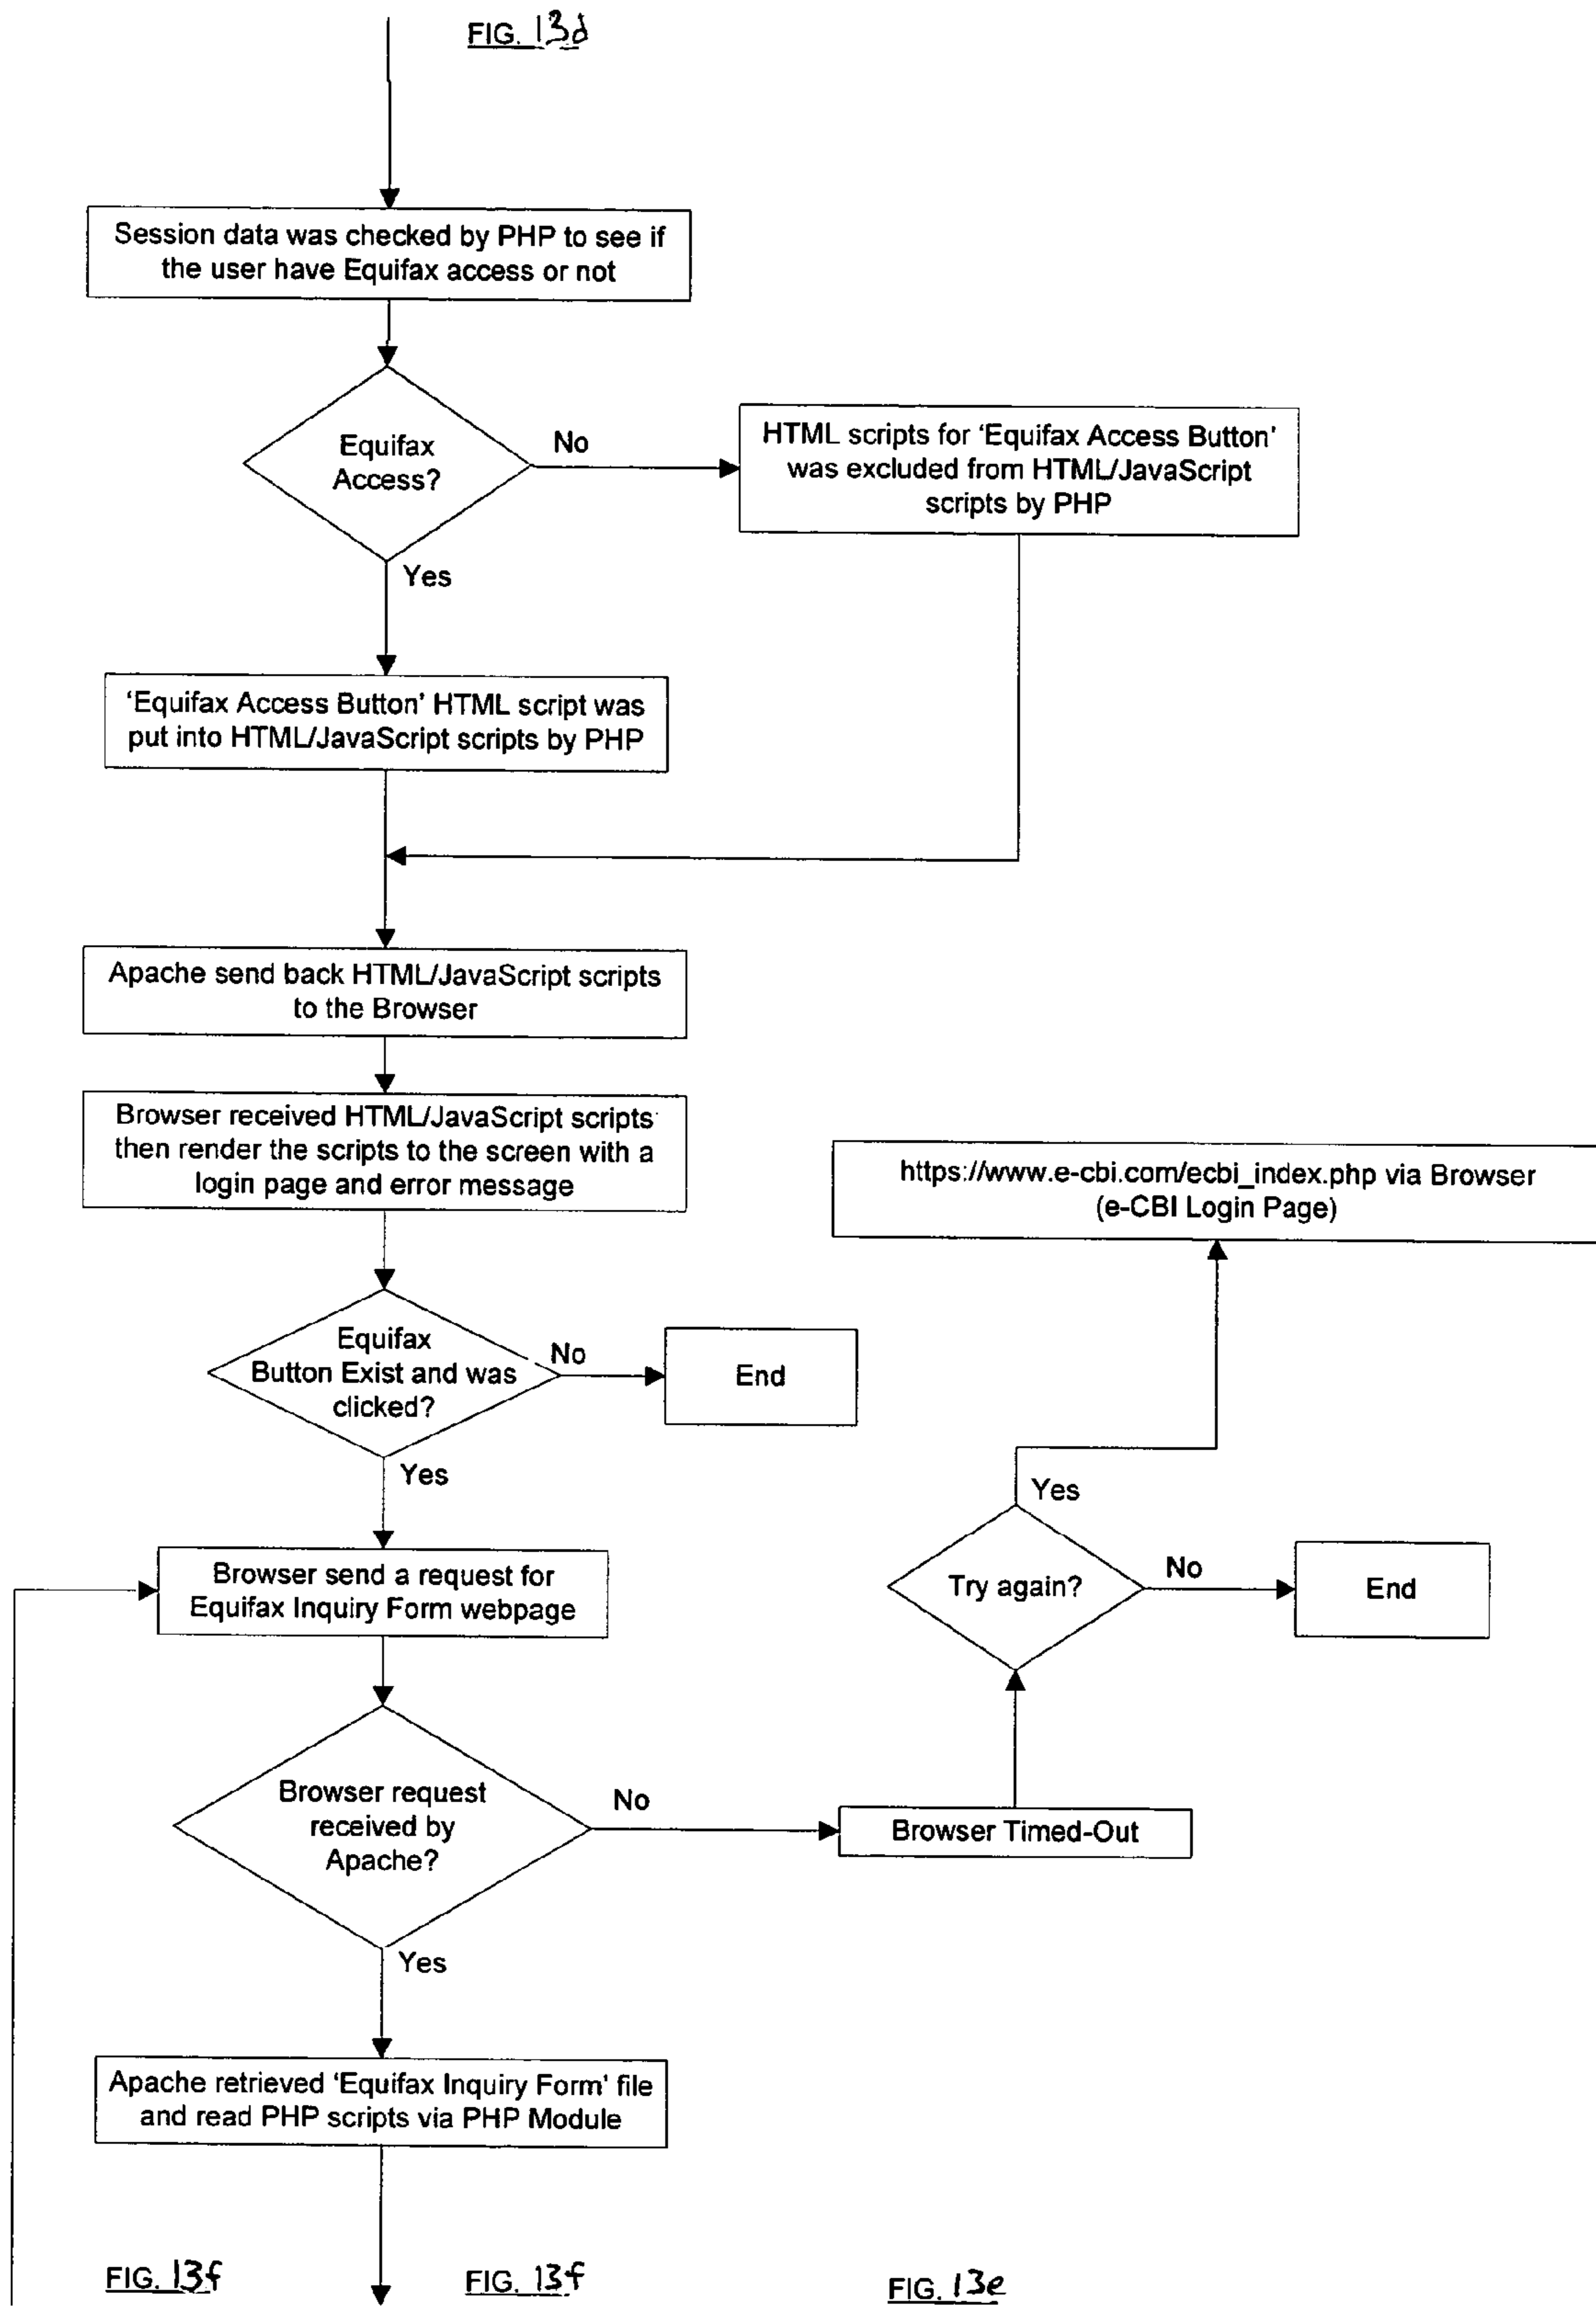 FIG. 13d
Session data was checked by PHP to see if
the user have Equifax access or not
Equifax
Access?
No
HTML scripts for ‘Equifax Access Button’
was excluded from HTML/JavaScript
scripts by PHP
Yes
‘Equifax Access Button’ HTML script was
put into HTML/JavaScript scripts by PHP
Apache send back HTML/JavaScript scripts
to the Browser
Browser received HTML/JavaScript scripts
then render the scripts to the screen with a
login page and error message
https://www.e-cbi.com/ecbi_index.php via Browser
(e-CBI Login Page)
Equifax
Button Exist and was
clicked?
No
End
Yes
Yes
Browser send a request for
Equifax Inquiry Form webpage
Try again?
No
End
Browser request
received by
Apache?
No
Browser Timed-Out
Yes
Apache retrieved ‘Equifax Inquiry Form’ file
and read PHP scripts via PHP Module
FIG. 13f
FIG. 13f
FIG. 13e